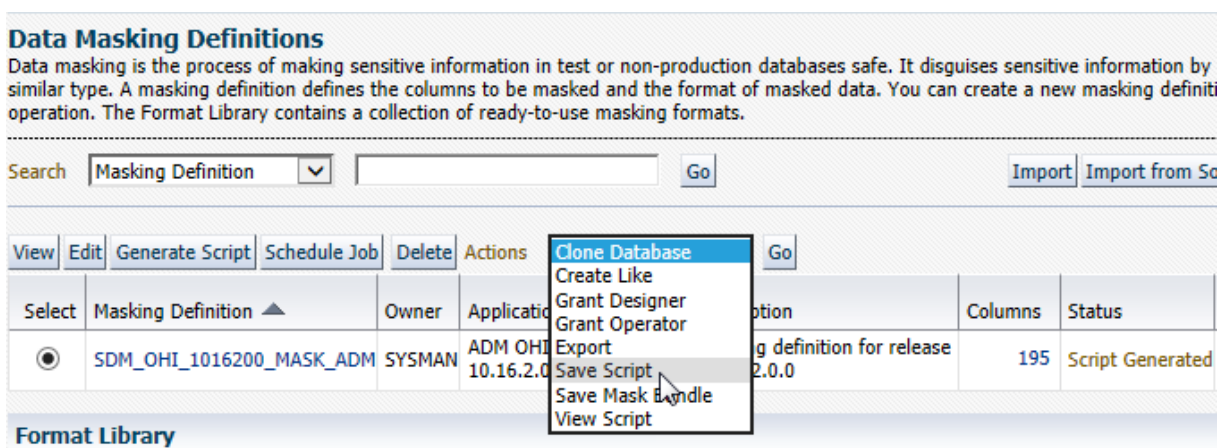 Data Masking Definitions
Data masking is the process of making sensitive information in test or non-production databases safe. It disguises sensitive information by
similar type. A masking definition defines the columns to be masked and the format of masked data. You can create a new masking definiti
operation. The Format Library contains a collection of ready-to-use masking formats.
Search Masking Definition Go Import Import from So
View Edit Generate Script Schedule Job Delete Actions Clone Database Go
Create Like
Grant Designer
Grant Operator
Export
Save Script
Save Mask Bundle
View Script
Select Masking Definition Owner Applicatio ption Columns Status
SDM_OHI_1016200_MASK_ADM SYSMAN ADM OHI g definition for release 195 Script Generated
10.16.2.0 2.0.0
Format Library